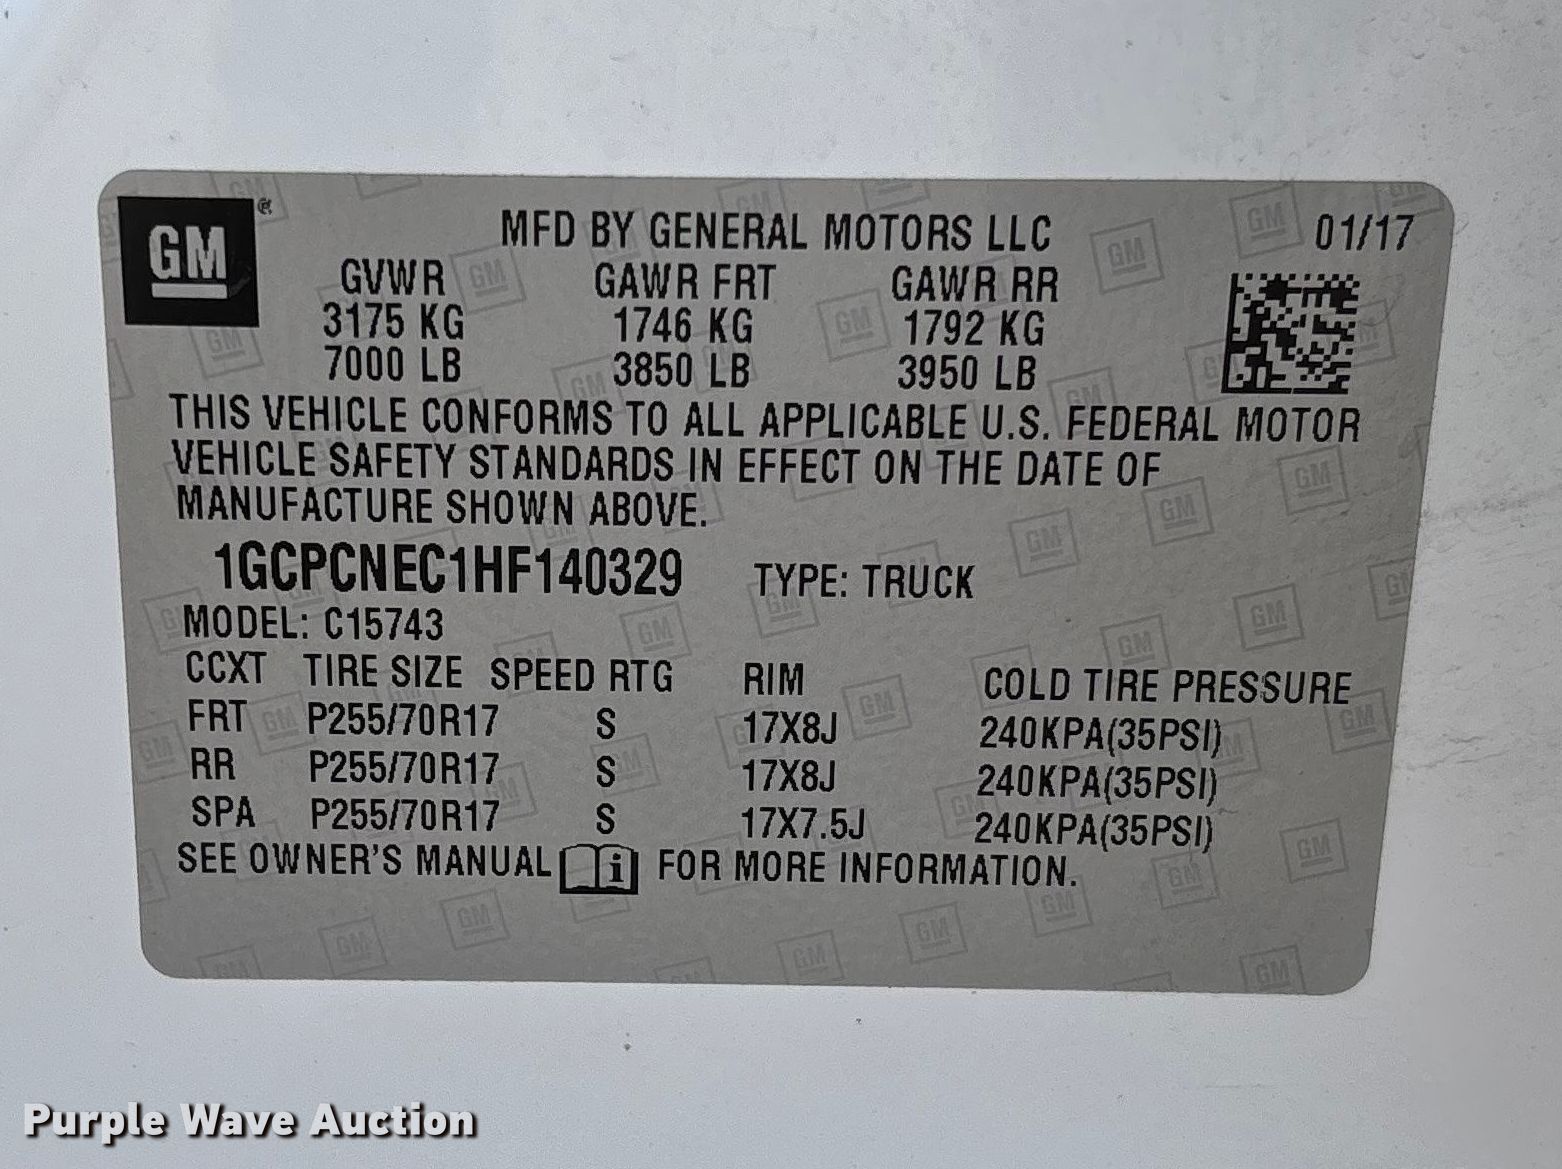 GM
MFD BY GENERAL MOTORS LLC 01/17
GVWR GAWR FRT GAWR RR
3175 KG 1746 KG 1792 KG
7000 LB 3850 LB 3950 LB
THIS VEHICLE CONFORMS TO ALL APPLICABLE U.S. FEDERAL MOTOR
VEHICLE SAFETY STANDARDS IN EFFECT ON THE DATE OF
MANUFACTURE SHOWN ABOVE.
1GCPCNEC1HF140329 TYPE: TRUCK
MODEL: C15743
CCXT TIRE SIZE SPEED RTG RIM COLD TIRE PRESSURE
FRT P255/70R17 S 17X8J 240KPA(35PSI)
RR P255/70R17 S 17X8J 240KPA(35PSI)
SPA P255/70R17 S 17X7.5J 240KPA(35PSI)
SEE OWNER'S MANUAL i FOR MORE INFORMATION.
Purple Wave Auction